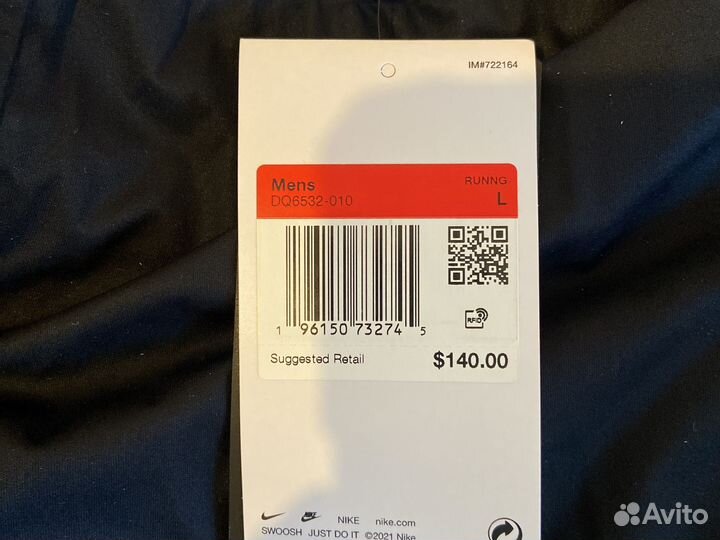 IM#722164
Mens RUNNG
DQ6532-010 L
1 96150 73274 5
RFID
Suggested Retail $140.00
NIKE nike.com
SWOOSH JUST DO IT ©2021 Nike
Avito